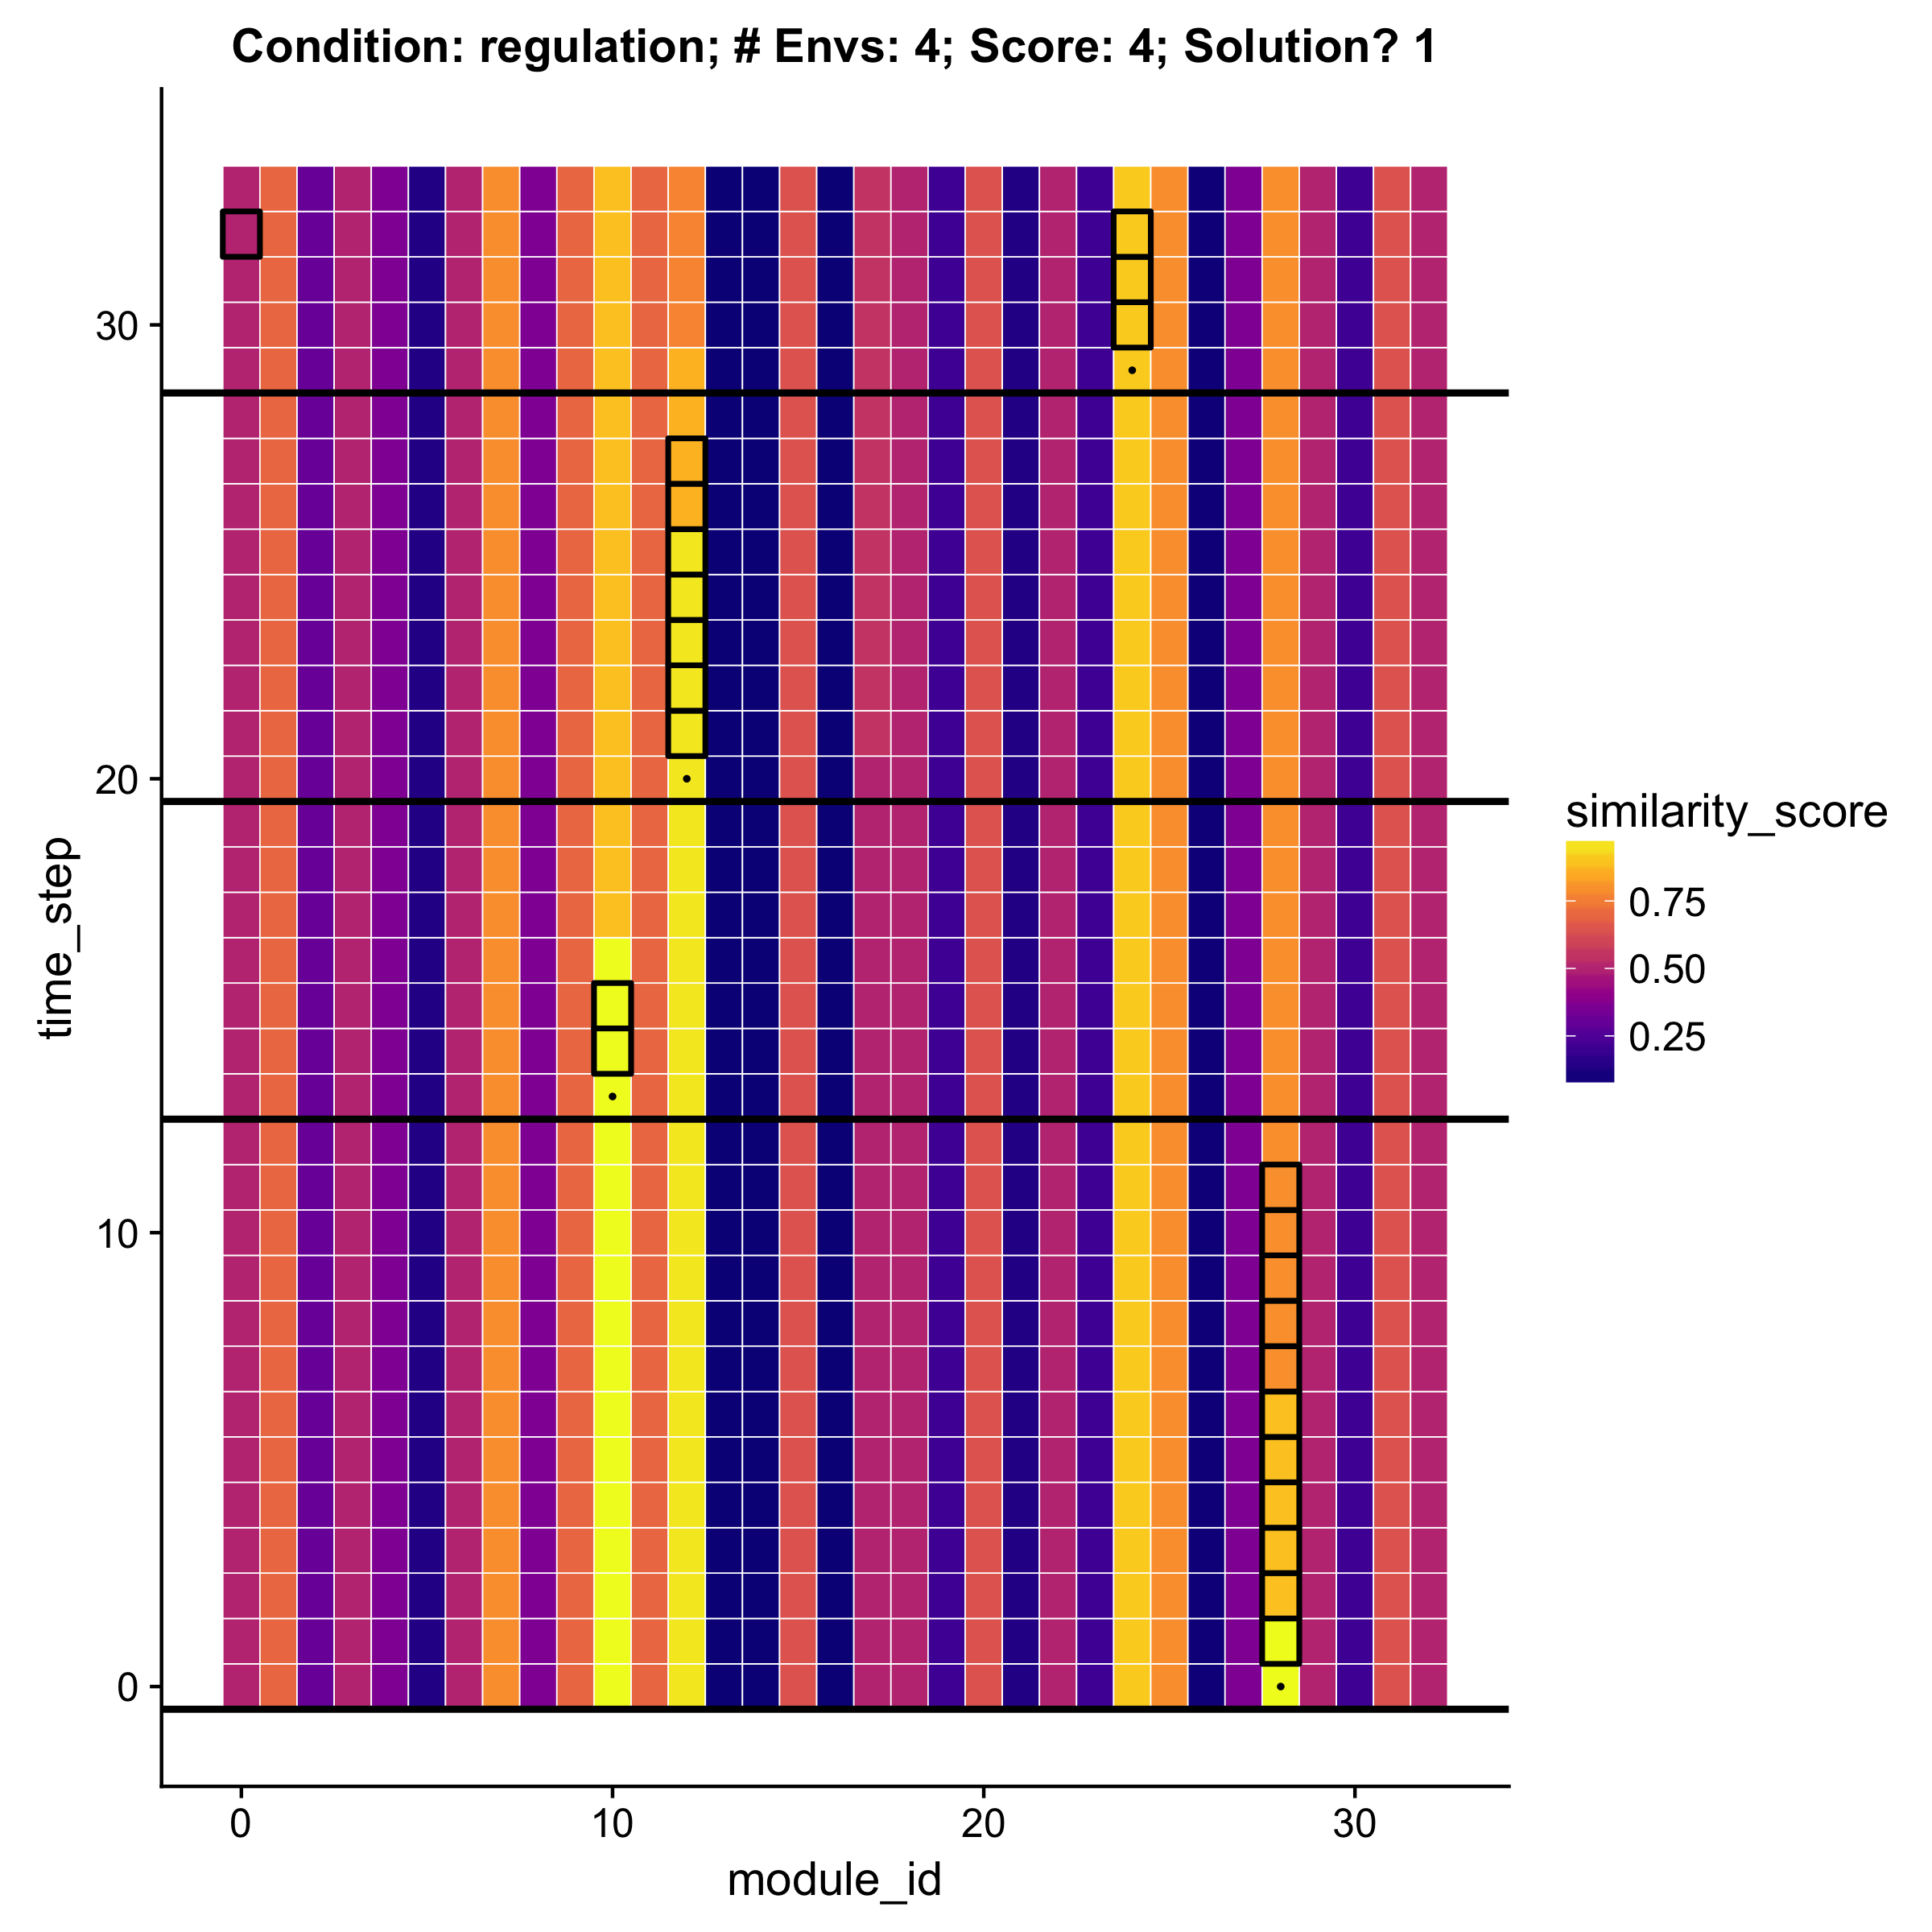 Condition: regulation; # Envs: 4; Score: 4; Solution? 1
30
20
10
0
time_step
0 10 20 30
module_id
similarity_score
0.75
0.50
0.25